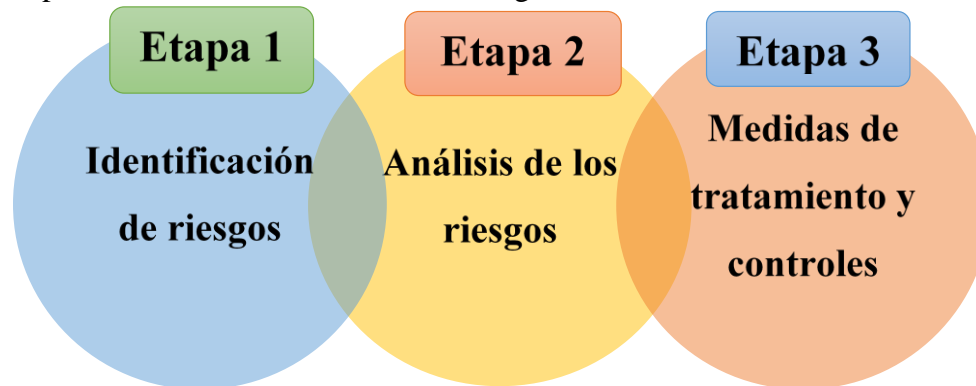 Etapa 1
Identificación
de riesgos
Etapa 2
Análisis de los
riesgos
Etapa 3
Medidas de
tratamiento y
controles